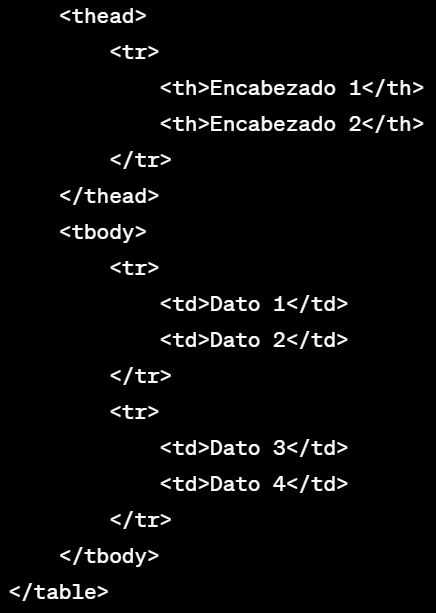 <thead>
<tr>
<th>Encabezado 1</th>
<th>Encabezado 2</th>
</tr>
</thead>
<tbody>
<tr>
<td>Dato 1</td>
<td>Dato 2</td>
</tr>
<tr>
<td>Dato 3</td>
<td>Dato 4</td>
</tr>
</tbody>
</table>